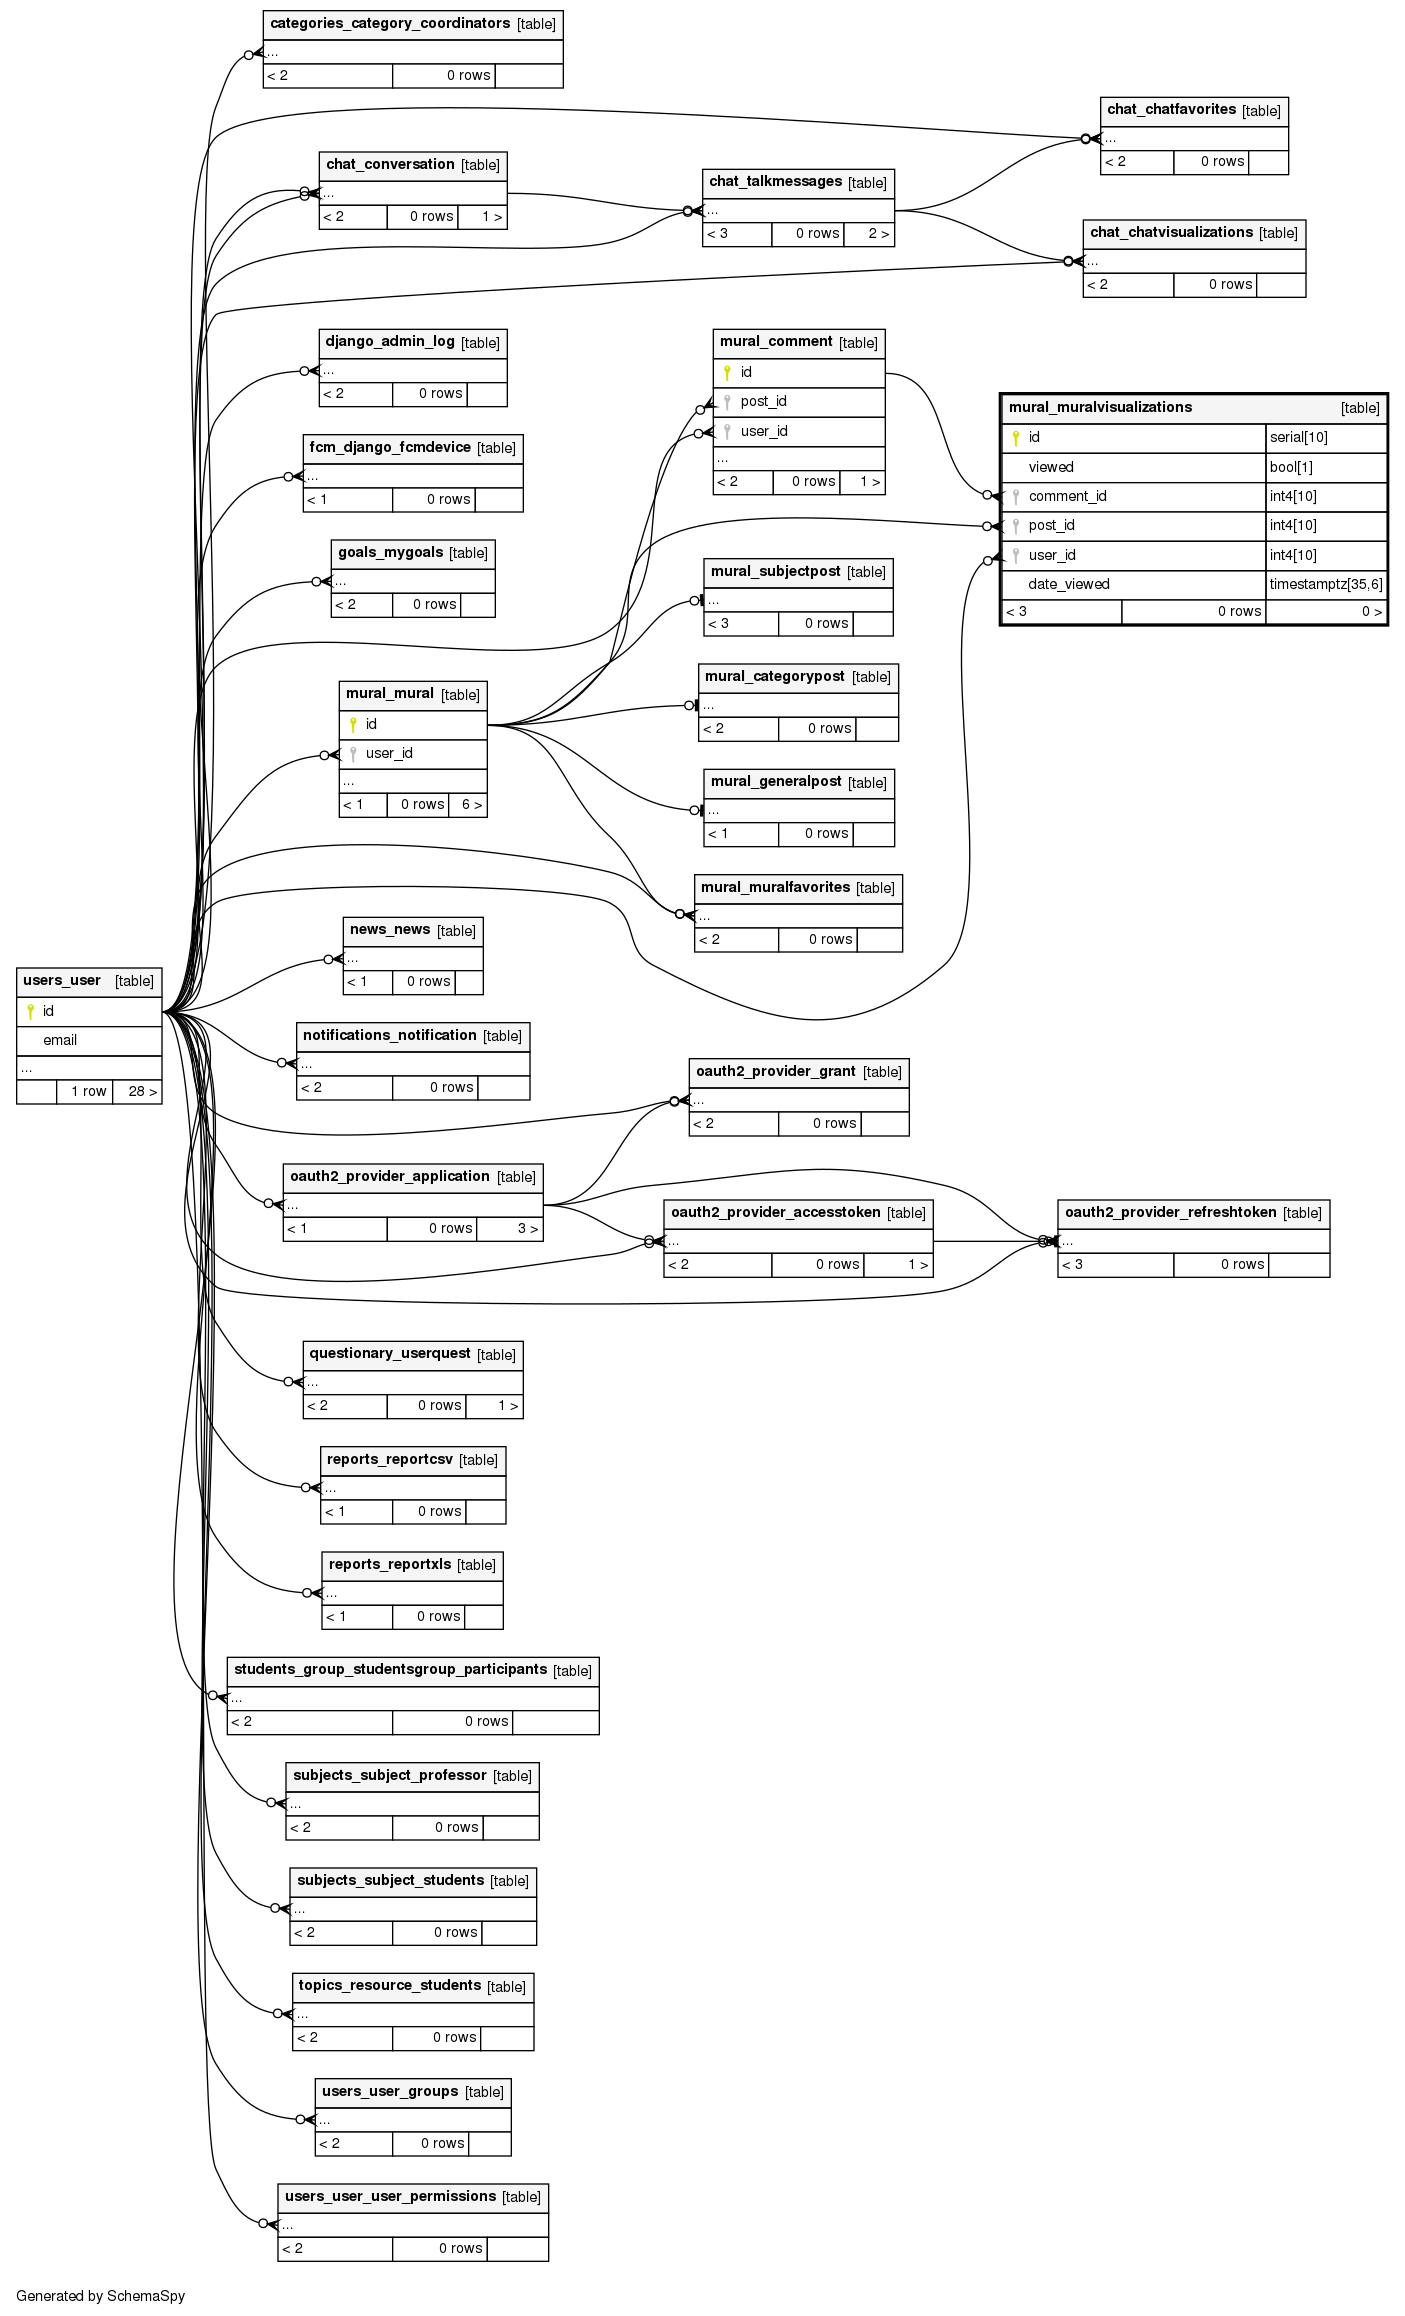 categories_category_coordinators [table]
...
< 2 0 rows
chat_chatfavorites [table]
...
< 2 0 rows
chat_conversation [table]
...
< 2 0 rows 1 >
chat_talkmessages [table]
...
< 3 0 rows 2 >
chat_chatvisualizations [table]
...
< 2 0 rows
django_admin_log [table]
...
< 2 0 rows
mural_comment [table]
id
post_id
user_id
...
< 2 0 rows 1 >
mural_muralvisualizations [table]
id serial[10]
viewed bool[1]
comment_id int4[10]
post_id int4[10]
user_id int4[10]
date_viewed timestamptz[35,6]
< 3 0 rows 0 >
fcm_django_fcmdevice [table]
...
< 1 0 rows
goals_mygoals [table]
...
< 2 0 rows
mural_subjectpost [table]
...
< 3 0 rows
mural_categorypost [table]
...
< 2 0 rows
mural_mural [table]
id
user_id
...
< 1 0 rows 6 >
mural_generalpost [table]
...
< 1 0 rows
mural_muralfavorites [table]
...
< 2 0 rows
news_news [table]
...
< 1 0 rows
users_user [table]
id
email
...
1 row 28 >
notifications_notification [table]
...
< 2 0 rows
oauth2_provider_grant [table]
...
< 2 0 rows
oauth2_provider_application [table]
...
< 1 0 rows 3 >
oauth2_provider_accesstoken [table]
...
< 2 0 rows 1 >
oauth2_provider_refreshtoken [table]
...
< 3 0 rows
questionary_userquest [table]
...
< 2 0 rows 1 >
reports_reportcsv [table]
...
< 1 0 rows
reports_reportxls [table]
...
< 1 0 rows
students_group_studentsgroup_participants [table]
...
< 2 0 rows
subjects_subject_professor [table]
...
< 2 0 rows
subjects_subject_students [table]
...
< 2 0 rows
topics_resource_students [table]
...
< 2 0 rows
users_user_groups [table]
...
< 2 0 rows
users_user_user_permissions [table]
...
< 2 0 rows
Generated by SchemaSpy